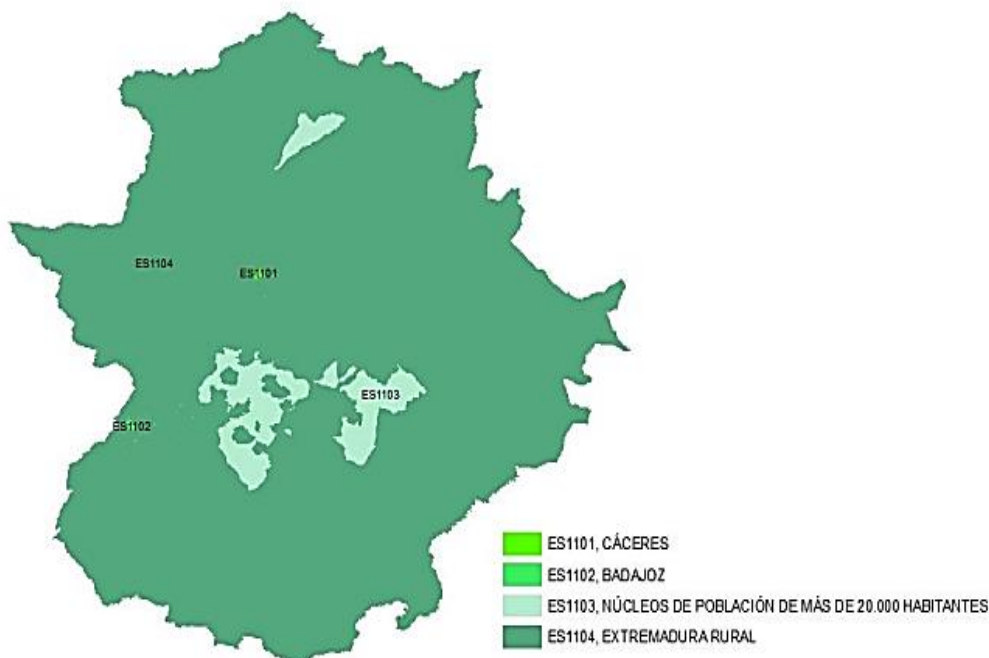 ES1104
ES1101
ES1103
ES1102
ES1101, CÁCERES
ES1102, BADAJOZ
ES1103, NÚCLEOS DE POBLACIÓN DE MÁS DE 20.000 HABITANTES
ES1104, EXTREMADURA RURAL